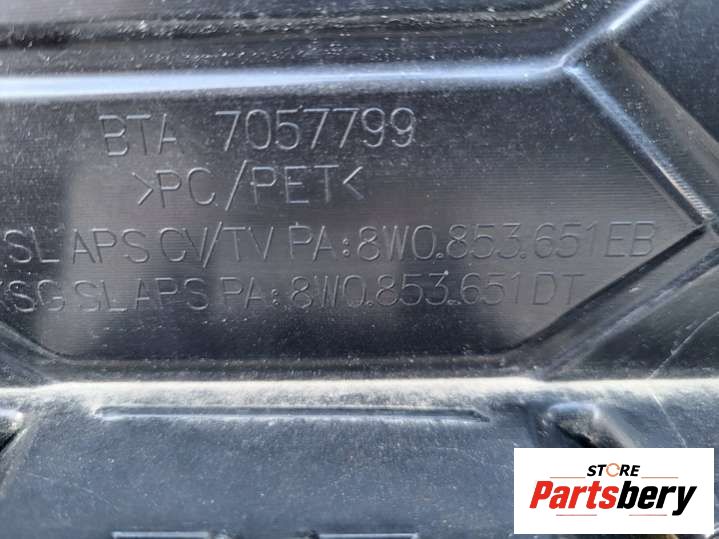 BTA 7057799
>PC/PET<
SL APS CV/TV PA:8W0.853.651EB
SG SL APS PA:8W0.853.651DT
STORE
Partsbery